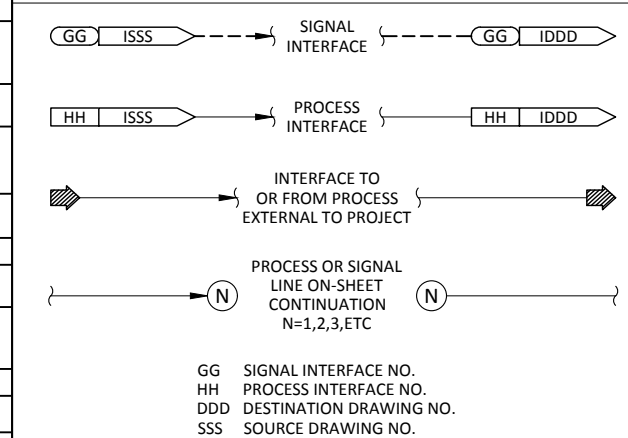 GG ISSS SIGNAL INTERFACE GG IDDD
HH ISSS PROCESS INTERFACE HH IDDD
INTERFACE TO
OR FROM PROCESS
EXTERNAL TO PROJECT
PROCESS OR SIGNAL
LINE ON-SHEET
N CONTINUATION N
N=1,2,3,ETC
GG SIGNAL INTERFACE NO.
HH PROCESS INTERFACE NO.
DDD DESTINATION DRAWING NO.
SSS SOURCE DRAWING NO.